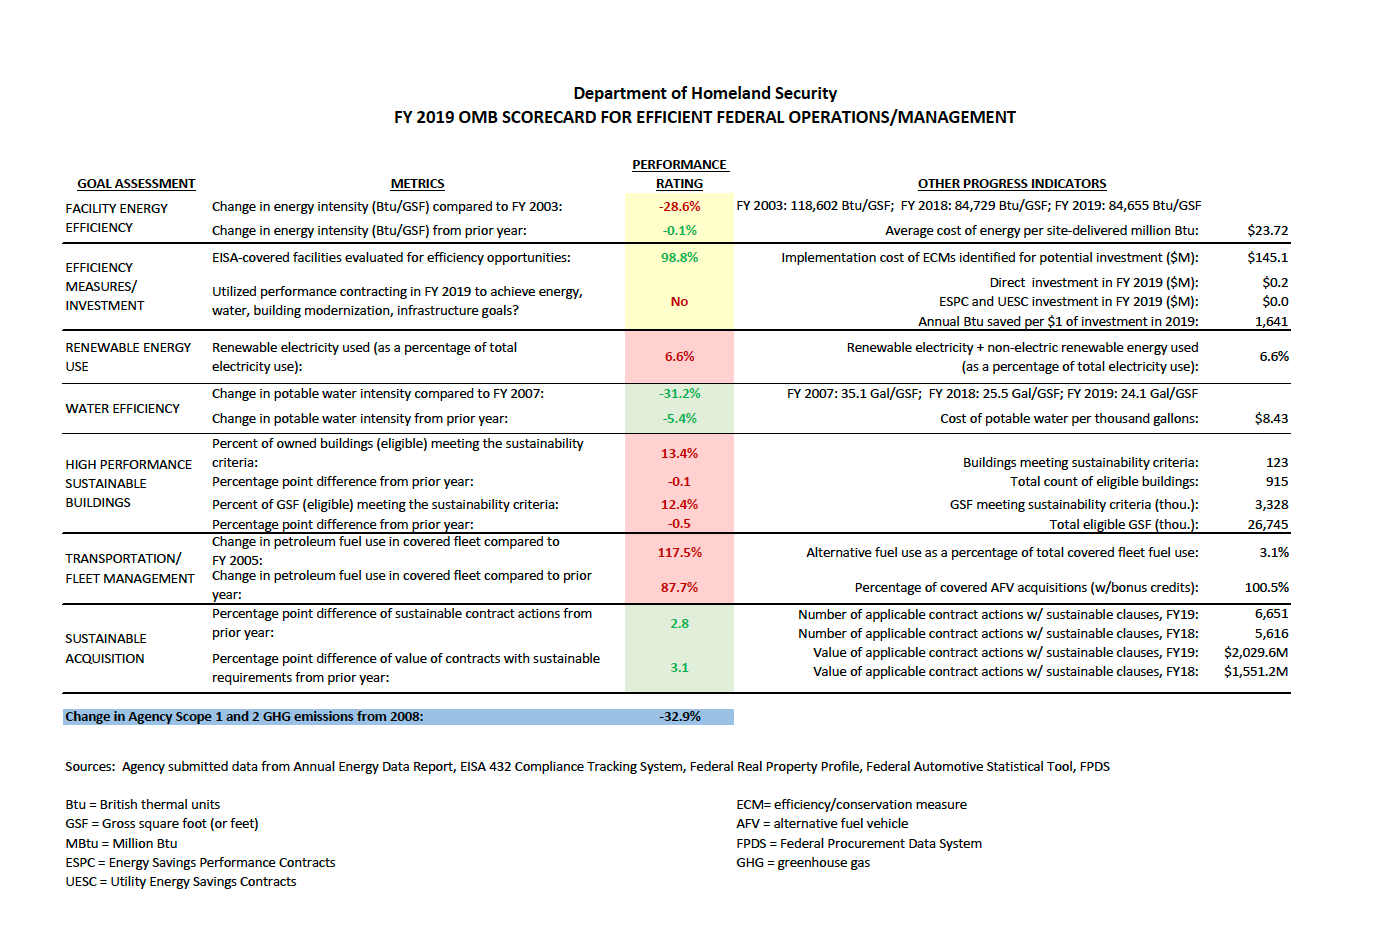 Department of Homeland Security
FY 2019 OMB SCORECARD FOR EFFICIENT FEDERAL OPERATIONS/MANAGEMENT
GOAL ASSESSMENT METRICS PERFORMANCE RATING OTHER PROGRESS INDICATORS
FACILITY ENERGY EFFICIENCY
Change in energy intensity (Btu/GSF) compared to FY 2003: -28.6% FY 2003: 118,602 Btu/GSF; FY 2018: 84,729 Btu/GSF; FY 2019: 84,655 Btu/GSF
Change in energy intensity (Btu/GSF) from prior year: -0.1% Average cost of energy per site-delivered million Btu: $23.72
EFFICIENCY MEASURES/ INVESTMENT
EISA-covered facilities evaluated for efficiency opportunities: 98.8% Implementation cost of ECMs identified for potential investment ($M): $145.1
Utilized performance contracting in FY 2019 to achieve energy,
water, building modernization, infrastructure goals? No
Direct investment in FY 2019 ($M): $0.2
ESPC and UESC investment in FY 2019 ($M): $0.0
Annual Btu saved per $1 of investment in 2019: 1,641
RENEWABLE ENERGY USE
Renewable electricity used (as a percentage of total
electricity use): 6.6%
Renewable electricity + non-electric renewable energy used
(as a percentage of total electricity use): 6.6%
WATER EFFICIENCY
Change in potable water intensity compared to FY 2007: -31.2% FY 2007: 35.1 Gal/GSF; FY 2018: 25.5 Gal/GSF; FY 2019: 24.1 Gal/GSF
Change in potable water intensity from prior year: -5.4% Cost of potable water per thousand gallons: $8.43
HIGH PERFORMANCE SUSTAINABLE BUILDINGS
Percent of owned buildings (eligible) meeting the sustainability
criteria: 13.4% Buildings meeting sustainability criteria: 123
Percentage point difference from prior year: -0.1 Total count of eligible buildings: 915
Percent of GSF (eligible) meeting the sustainability criteria: 12.4% GSF meeting sustainability criteria (thou.): 3,328
Percentage point difference from prior year: -0.5 Total eligible GSF (thou.): 26,745
TRANSPORTATION/ FLEET MANAGEMENT
Change in petroleum fuel use in covered fleet compared to
FY 2005: 117.5% Alternative fuel use as a percentage of total covered fleet fuel use: 3.1%
Change in petroleum fuel use in covered fleet compared to prior
year: 87.7% Percentage of covered AFV acquisitions (w/bonus credits): 100.5%
SUSTAINABLE ACQUISITION
Percentage point difference of sustainable contract actions from
prior year: 2.8
Number of applicable contract actions w/ sustainable clauses, FY19: 6,651
Number of applicable contract actions w/ sustainable clauses, FY18: 5,616
Percentage point difference of value of contracts with sustainable
requirements from prior year: 3.1
Value of applicable contract actions w/ sustainable clauses, FY19: $2,029.6M
Value of applicable contract actions w/ sustainable clauses, FY18: $1,551.2M
Change in Agency Scope 1 and 2 GHG emissions from 2008: -32.9%
Sources: Agency submitted data from Annual Energy Data Report, EISA 432 Compliance Tracking System, Federal Real Property Profile, Federal Automotive Statistical Tool, FPDS
Btu = British thermal units
GSF = Gross square foot (or feet)
MBtu = Million Btu
ESPC = Energy Savings Performance Contracts
UESC = Utility Energy Savings Contracts
ECM= efficiency/conservation measure
AFV = alternative fuel vehicle
FPDS = Federal Procurement Data System
GHG = greenhouse gas